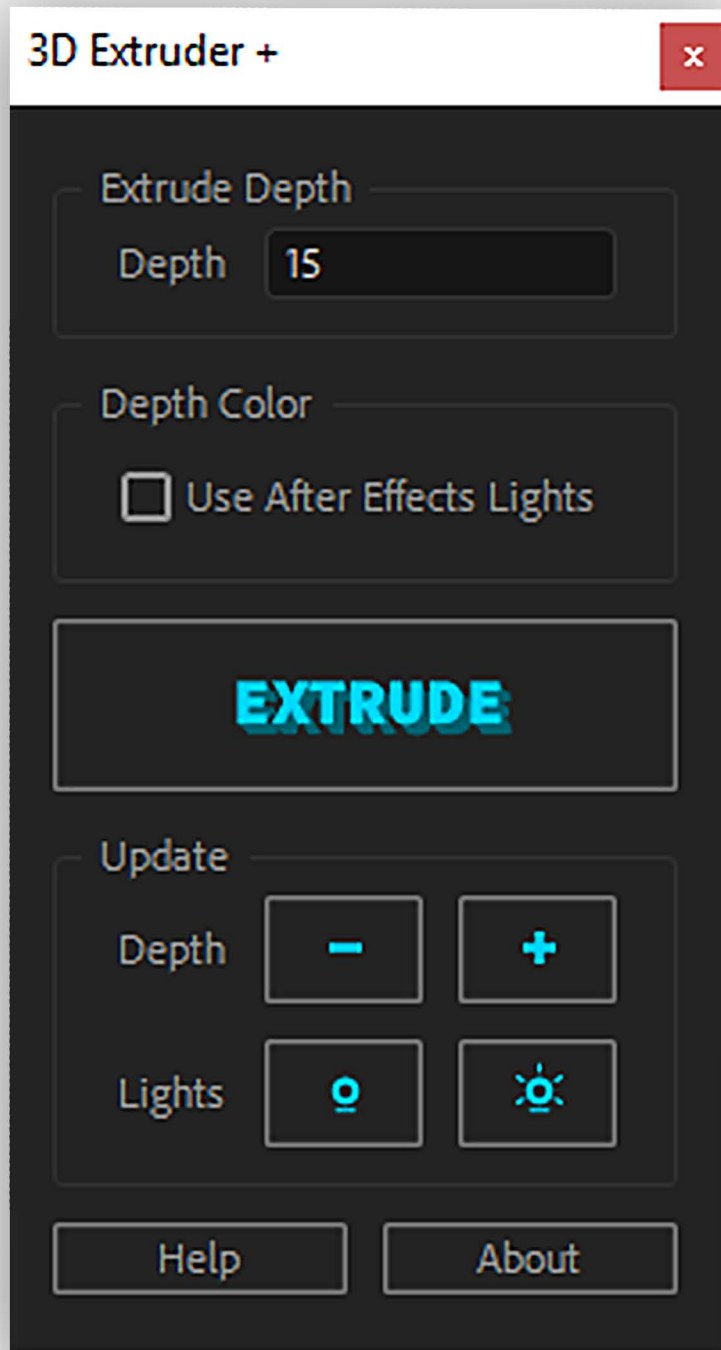 3D Extruder +
x
Extrude Depth
Depth 15
Depth Color
Use After Effects Lights
EXTRUDE
Update
Depth - +
Lights
Help About